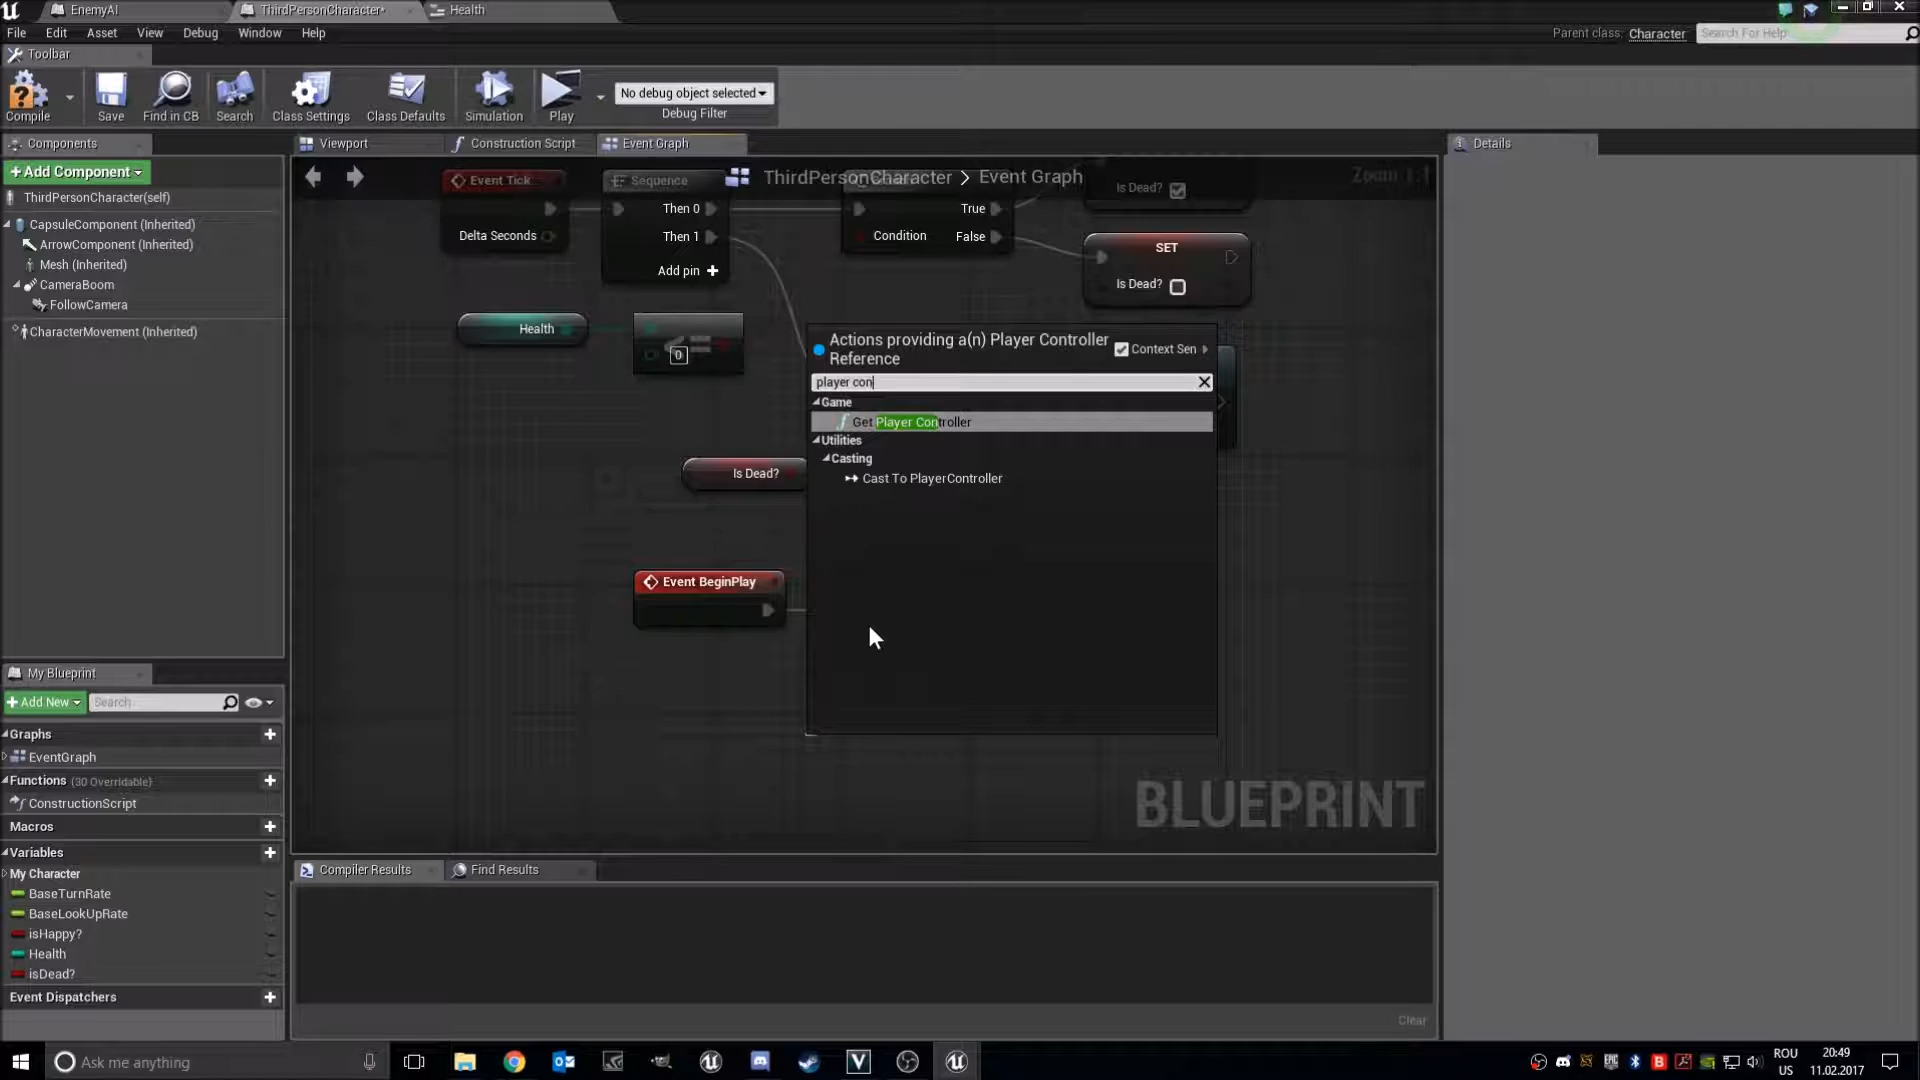 EnemyAI
ThirdPersonCharacter*
Health
File Edit Asset View Debug Window Help
Parent class: Character
Search For Help
Toolbar
Compile
Save
Find in CB
Search
Class Settings
Class Defaults
Simulation
Play
No debug object selected
Debug Filter
Components
Viewport
Construction Script
Event Graph
Details
+Add Component
ThirdPersonCharacter(self)
CapsuleComponent (Inherited)
ArrowComponent (Inherited)
Mesh (Inherited)
CameraBoom
FollowCamera
CharacterMovement (Inherited)
ThirdPersonCharacter > Event Graph
Zoom 1:1
Event Tick
Delta Seconds
Sequence
Then 0
Then 1
Add pin +
Condition
True
False
Is Dead?
SET
Is Dead?
Health
<=
0
Is Dead?
Event BeginPlay
Actions providing a(n) Player Controller
Reference
Context Sen
player con
Game
f Get Player Controller
Utilities
Casting
Cast To PlayerController
BLUEPRINT
My Blueprint
+Add New
Search
Graphs
EventGraph
Functions (30 Overridable)
ConstructionScript
Macros
Variables
My Character
BaseTurnRate
BaseLookUpRate
isHappy?
Health
isDead?
Event Dispatchers
Compiler Results
Find Results
Clear
Ask me anything
ROU
US
20:49
11.02.2017